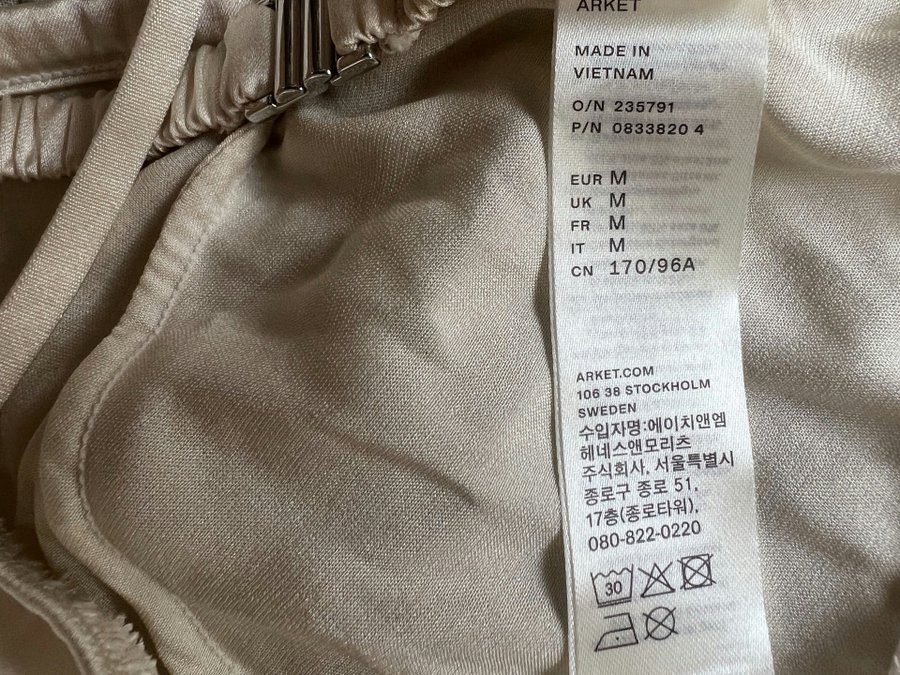 ARKET
MADE IN
VIETNAM
O/N 235791
P/N 0833820 4
EUR M
UK M
FR M
IT M
CN 170/96A
ARKET.COM
106 38 STOCKHOLM
SWEDEN
수입자명:에이치앤엠
헤네스앤모리츠
주식회사, 서울특별시
종로구 종로 51,
17층(종로타워),
080-822-0220
30